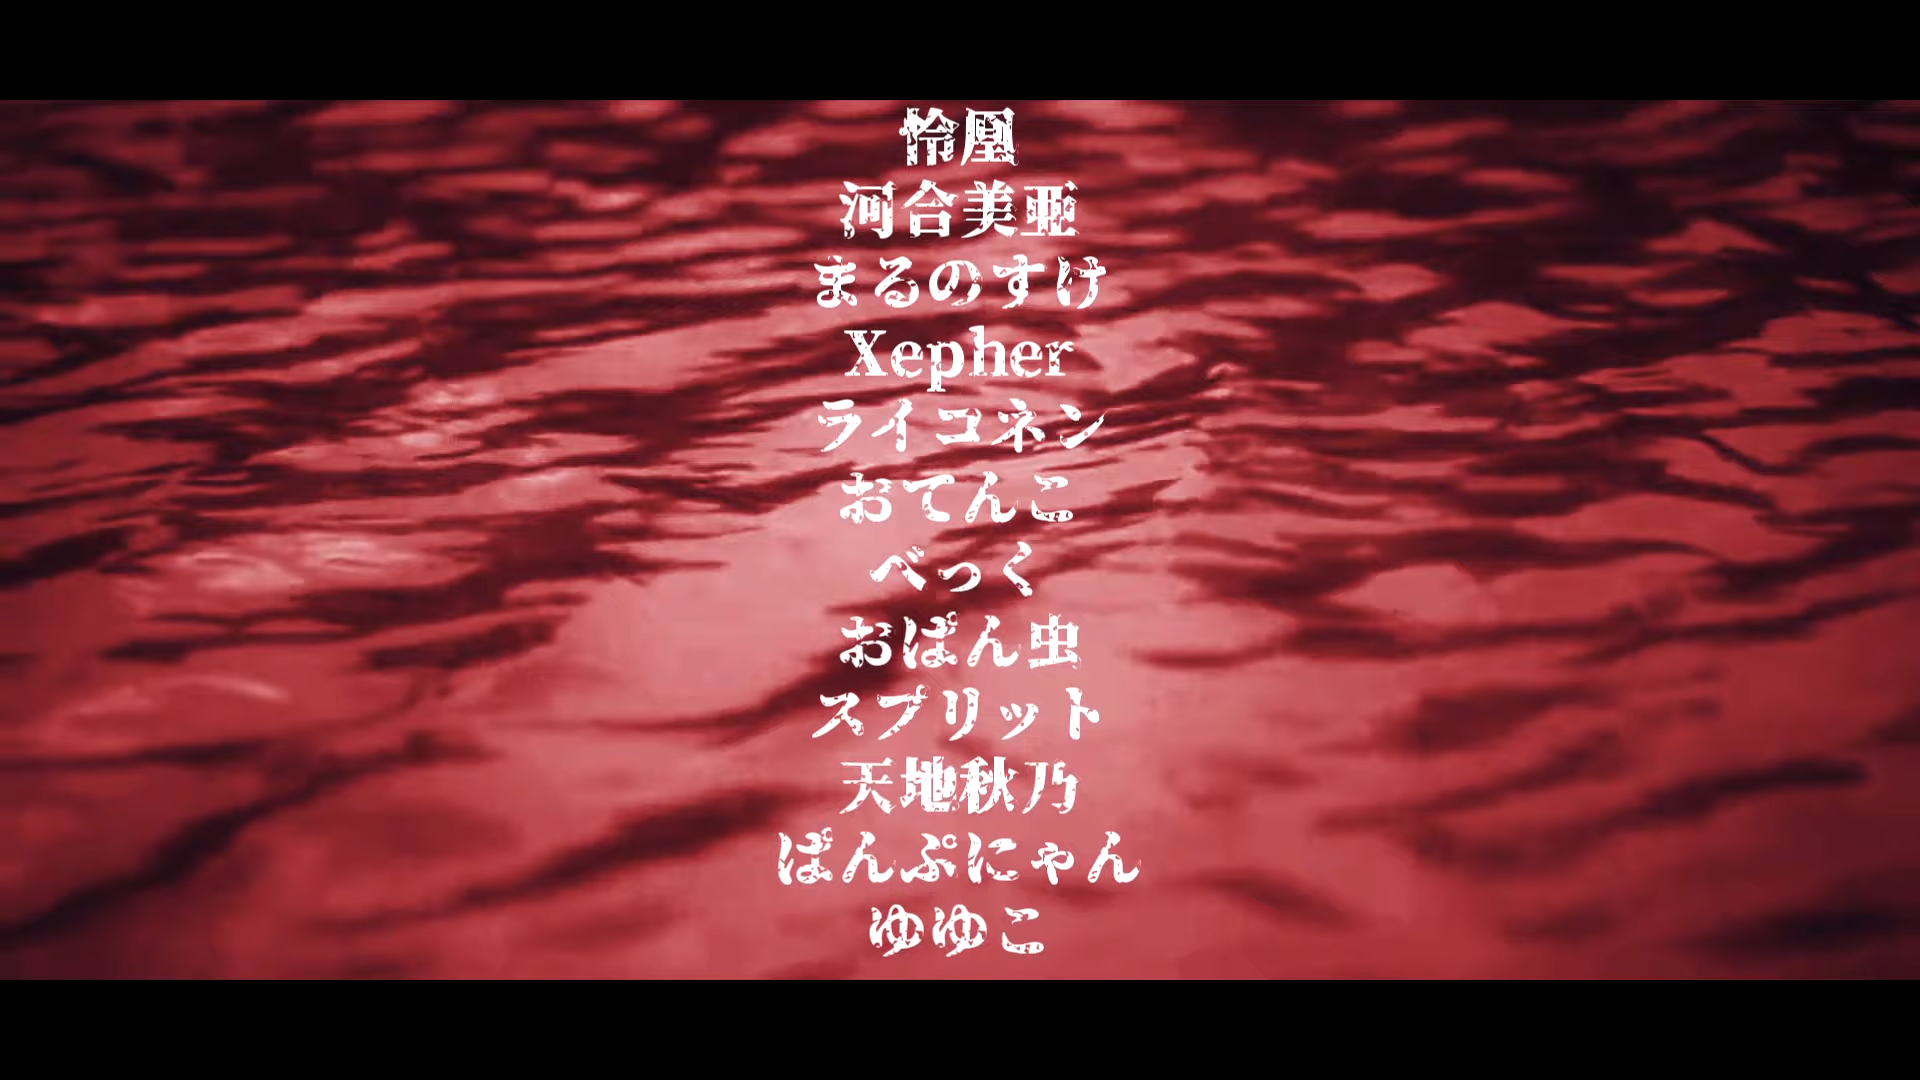 怜凰
河合美亜
まるのすけ
Xepher
ライコネン
おてんこ
べっく
おぱん虫
スプリット
天地秋乃
ぱんぷにゃん
ゆゆこ